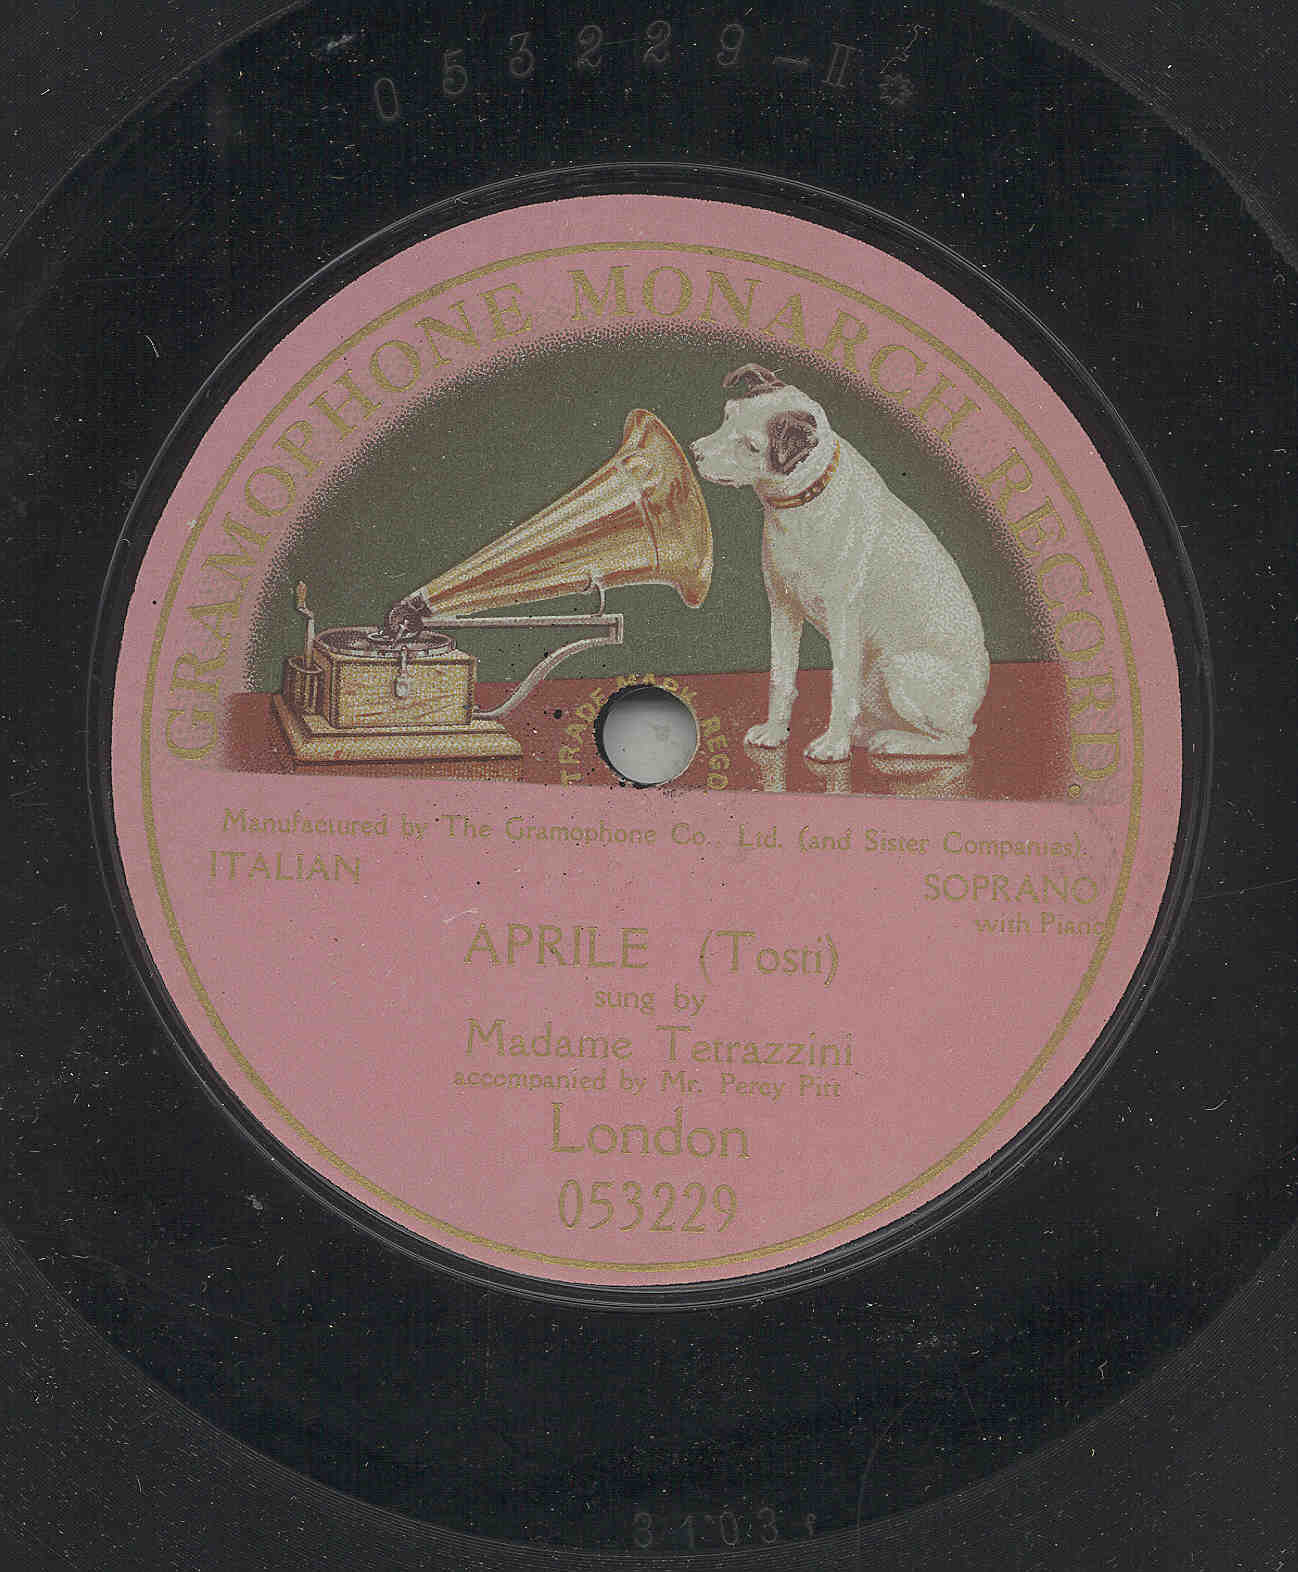 053229-II
GRAMOPHONE MONARCH RECORD.
TRADE MARK REGD
Manufactured by The Gramophone Co., Ltd. (and Sister Companies).
ITALIAN
SOPRANO
with Piano
APRILE (Tosti)
sung by
Madame Tetrazzini
accompanied by Mr. Percy Pitt
London
053229
3103f